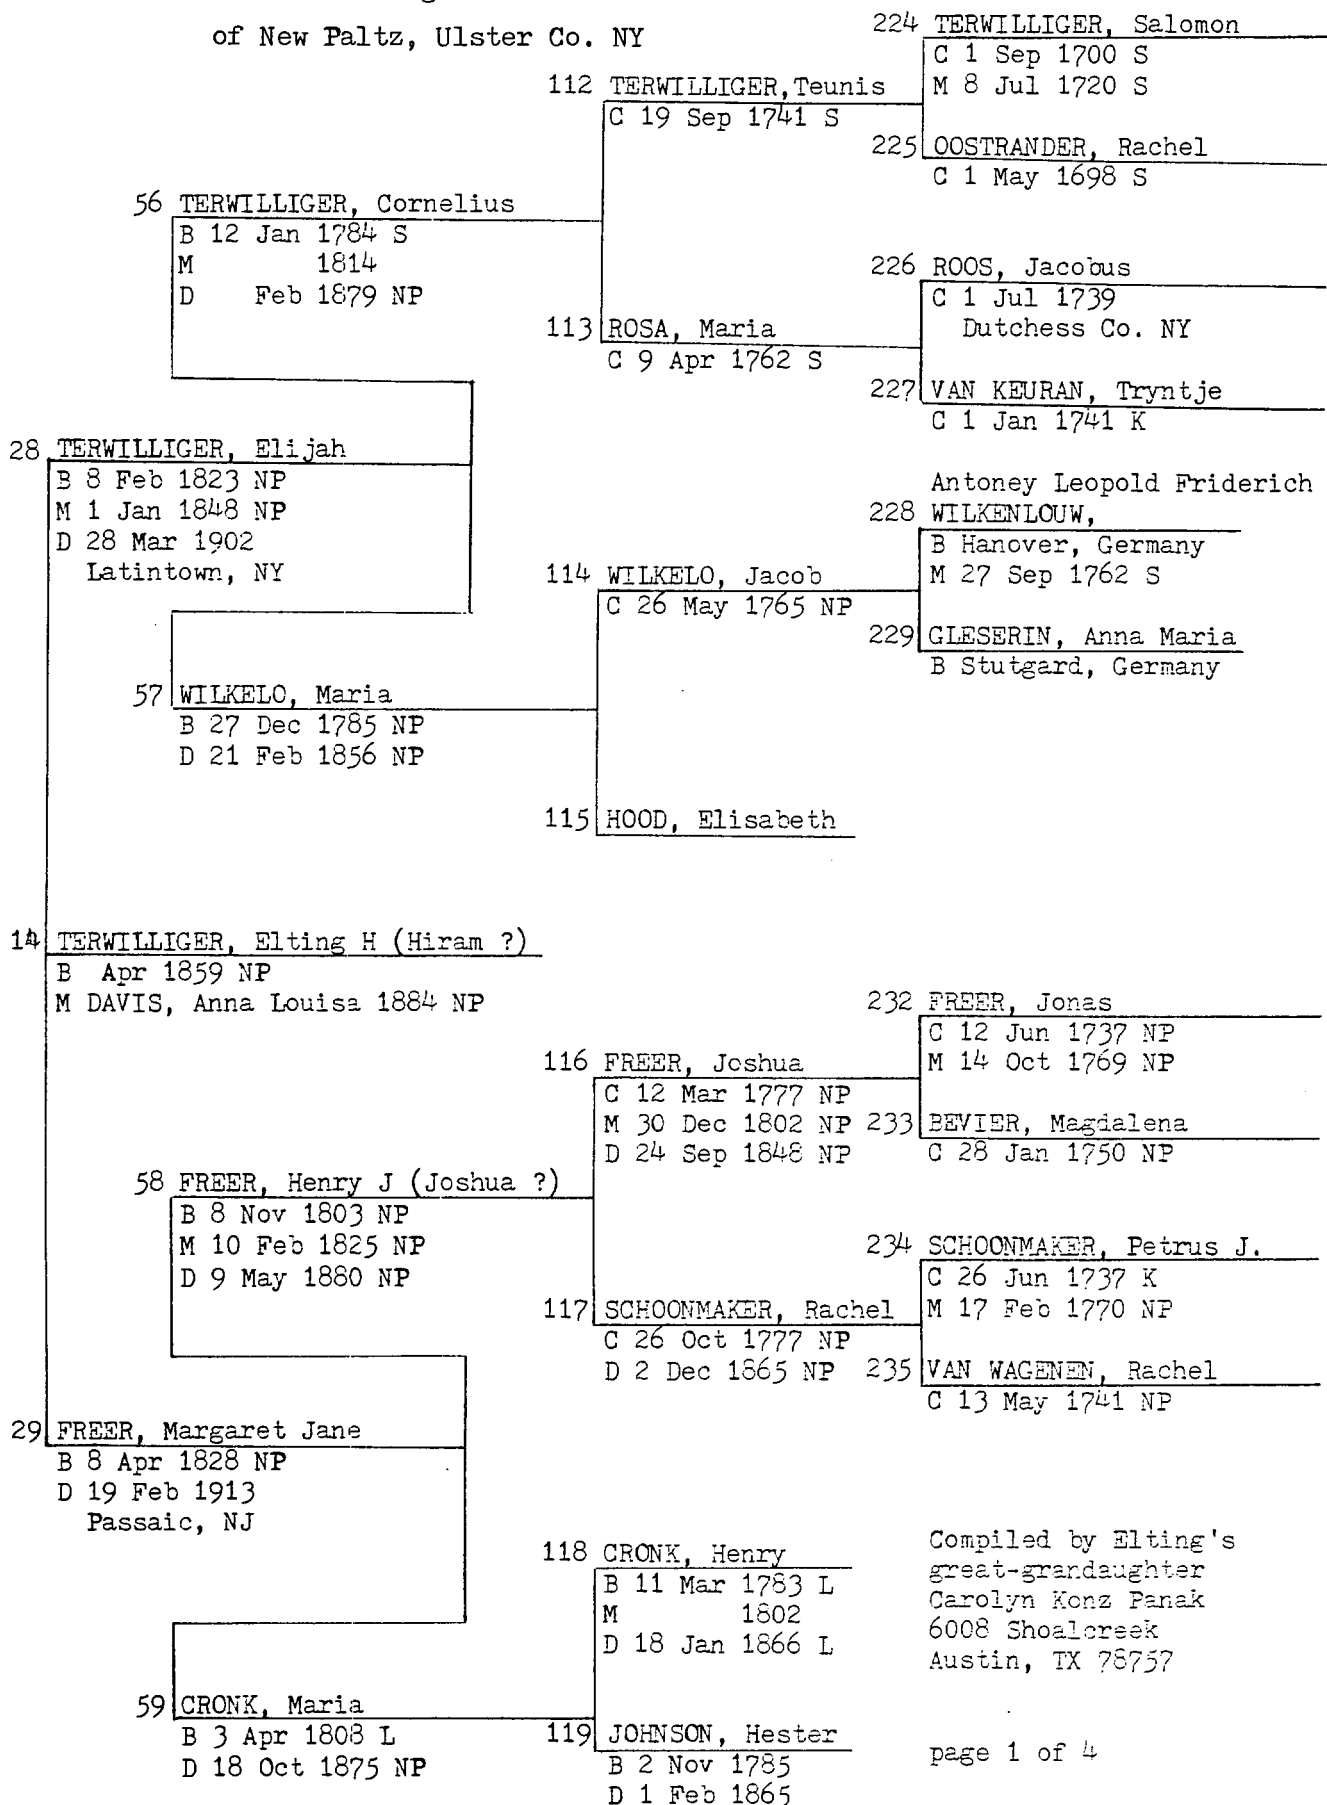 of New Paltz, Ulster Co. NY
224 TERWILLIGER, Salomon
C 1 Sep 1700 S
M 8 Jul 1720 S
112 TERWILLIGER,Teunis
C 19 Sep 1741 S
225 OOSTRANDER, Rachel
C 1 May 1698 S
56 TERWILLIGER, Cornelius
B 12 Jan 1784 S
M 1814
D Feb 1879 NP
226 ROOS, Jacobus
C 1 Jul 1739
Dutchess Co. NY
113 ROSA, Maria
C 9 Apr 1762 S
227 VAN KEURAN, Tryntje
C 1 Jan 1741 K
28 TERWILLIGER, Elijah
B 8 Feb 1823 NP
M 1 Jan 1848 NP
D 28 Mar 1902
Latintown, NY
Antoney Leopold Friderich
228 WILKENLOUW,
B Hanover, Germany
M 27 Sep 1762 S
114 WILKELO, Jacob
C 26 May 1765 NP
229 GLESERIN, Anna Maria
B Stutgard, Germany
57 WILKELO, Maria
B 27 Dec 1785 NP
D 21 Feb 1856 NP
115 HOOD, Elisabeth
14 TERWILLIGER, Elting H (Hiram ?)
B Apr 1859 NP
M DAVIS, Anna Louisa 1884 NP
232 FREER, Jonas
C 12 Jun 1737 NP
M 14 Oct 1769 NP
116 FREER, Joshua
C 12 Mar 1777 NP
M 30 Dec 1802 NP
D 24 Sep 1848 NP
233 BEVIER, Magdalena
C 28 Jan 1750 NP
58 FREER, Henry J (Joshua ?)
B 8 Nov 1803 NP
M 10 Feb 1825 NP
D 9 May 1880 NP
234 SCHOONMAKER, Petrus J.
C 26 Jun 1737 K
M 17 Feb 1770 NP
117 SCHOONMAKER, Rachel
C 26 Oct 1777 NP
D 2 Dec 1865 NP
235 VAN WAGENEN, Rachel
C 13 May 1741 NP
29 FREER, Margaret Jane
B 8 Apr 1828 NP
D 19 Feb 1913
Passaic, NJ
118 CRONK, Henry
B 11 Mar 1783 L
M 1802
D 18 Jan 1866 L
59 CRONK, Maria
B 3 Apr 1808 L
D 18 Oct 1875 NP
119 JOHNSON, Hester
B 2 Nov 1785
D 1 Feb 1865
Compiled by Elting's
great-grandaughter
Carolyn Konz Panak
6008 Shoalcreek
Austin, TX 78757
page 1 of 4